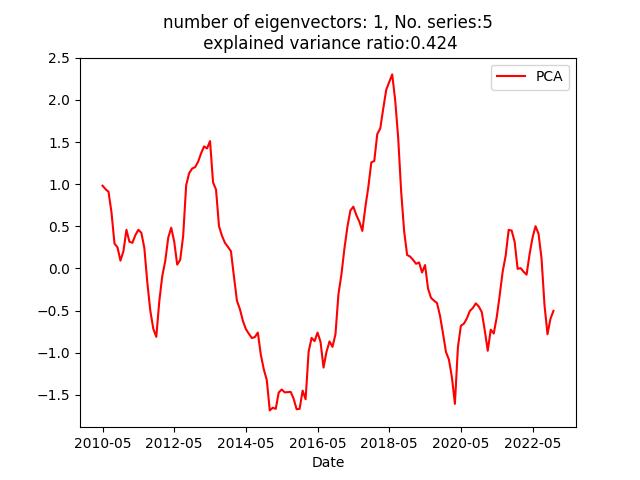 number of eigenvectors: 1, No. series:5
explained variance ratio:0.424
PCA
2.5
2.0
1.5
1.0
0.5
0.0
−0.5
−1.0
−1.5
2010-05 2012-05 2014-05 2016-05 2018-05 2020-05 2022-05
Date